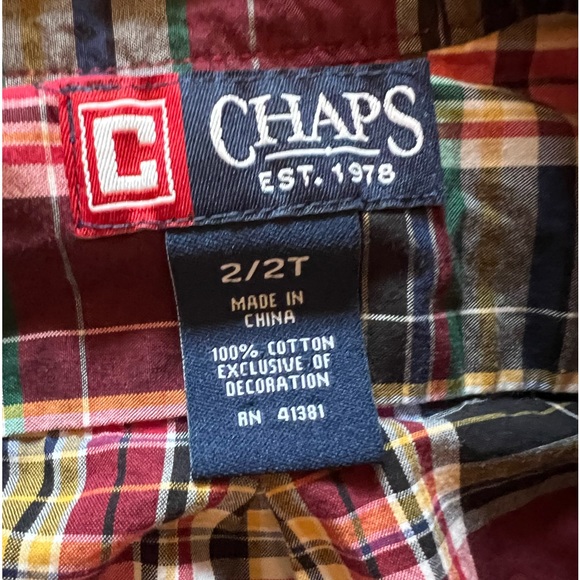 C
CHAPS
EST. 1978
2/2T
MADE IN
CHINA
100% COTTON
EXCLUSIVE OF
DECORATION
RN 41381